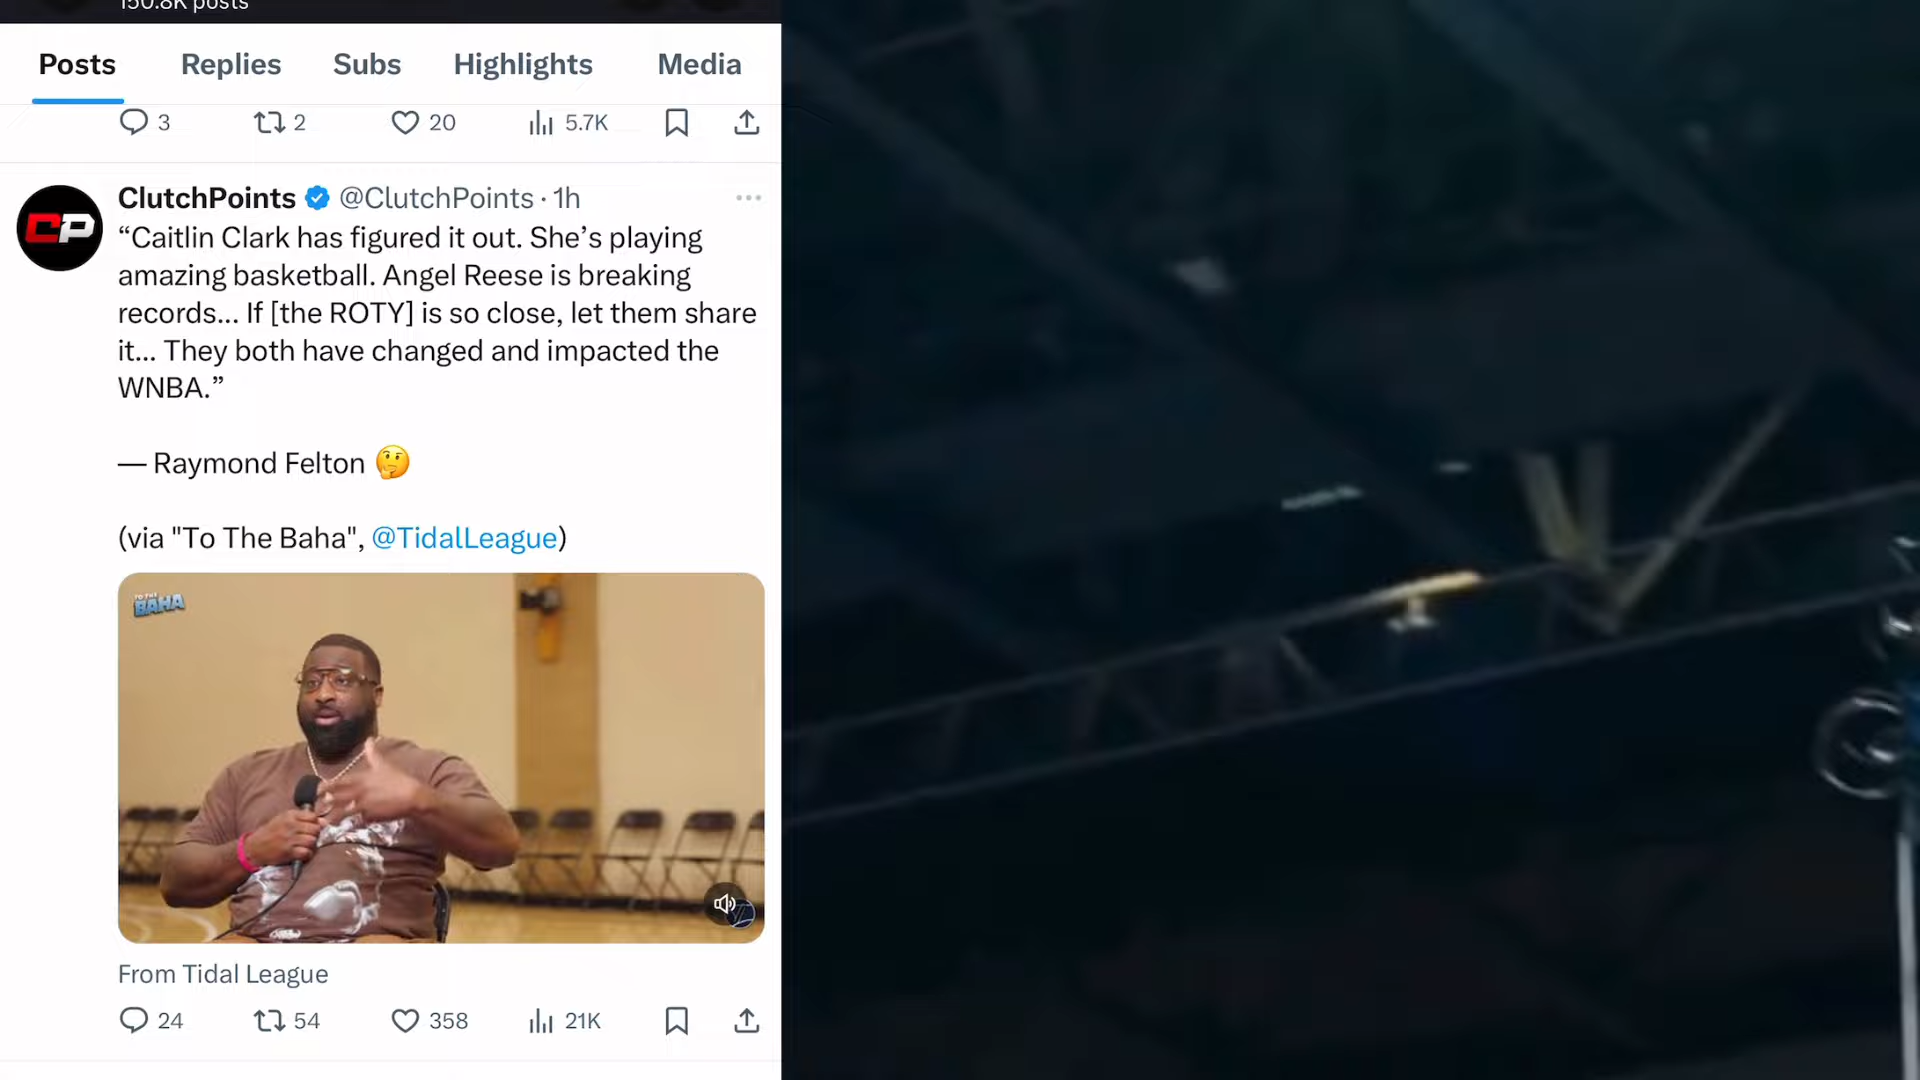 150.8K posts
Posts Replies Subs Highlights Media
3 2 20 5.7K
CP
ClutchPoints @ClutchPoints · 1h
“Caitlin Clark has figured it out. She’s playing
amazing basketball. Angel Reese is breaking
records... If [the ROTY] is so close, let them share
it... They both have changed and impacted the
WNBA.”
— Raymond Felton 🤔
(via "To The Baha", @TidalLeague)
TO THE
BAHA
From Tidal League
24 54 358 21K